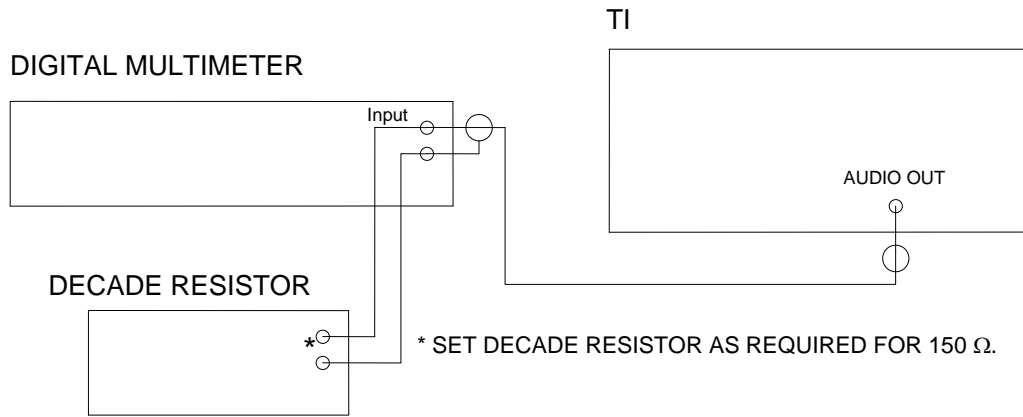 TI
DIGITAL MULTIMETER
Input
AUDIO OUT
DECADE RESISTOR
*
* SET DECADE RESISTOR AS REQUIRED FOR 150 Ω.